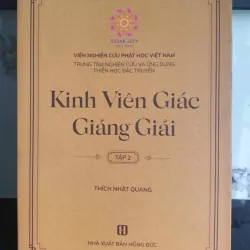 VIỆN NGHIÊN CỨU PHẬT HỌC VIỆT NAM
TRUNG TÂM NGHIÊN CỨU VÀ ỨNG DỤNG
THIỀN HỌC BẮC TRUYỀN
Kinh Viên Giác
Giảng Giải
TẬP 2
THÍCH NHẬT QUANG
NHÀ XUẤT BẢN HỒNG ĐỨC